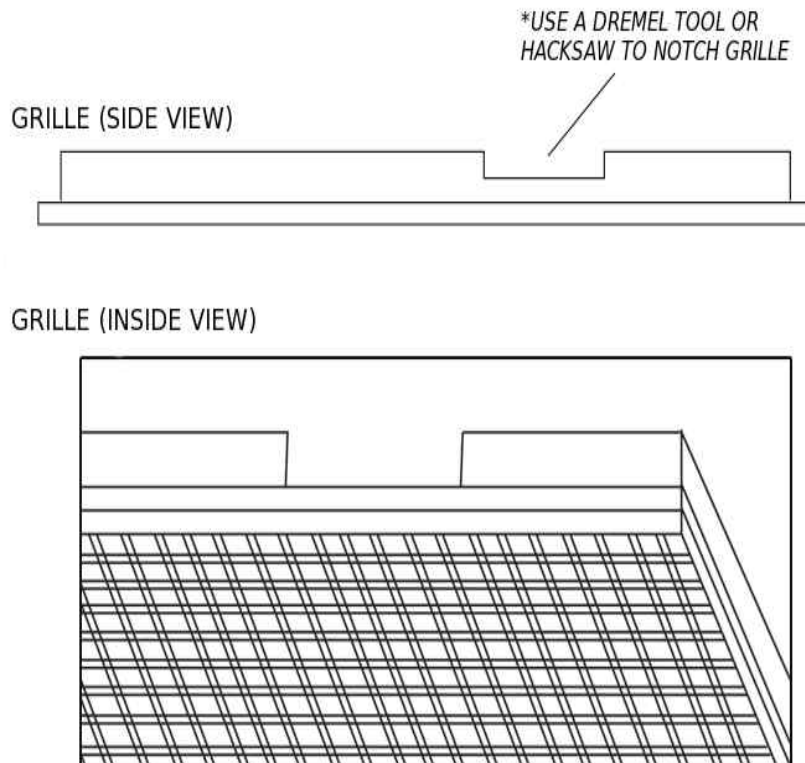 *USE A DREMEL TOOL OR
HACKSAW TO NOTCH GRILLE
GRILLE (SIDE VIEW)
GRILLE (INSIDE VIEW)